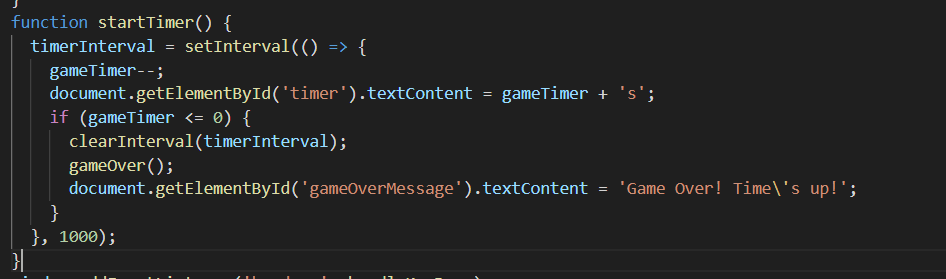 }
function startTimer() {
  timerInterval = setInterval(() => {
    gameTimer--;
    document.getElementById('timer').textContent = gameTimer + 's';
    if (gameTimer <= 0) {
      clearInterval(timerInterval);
      gameOver();
      document.getElementById('gameOverMessage').textContent = 'Game Over! Time\'s up!';
    }
  }, 1000);
}